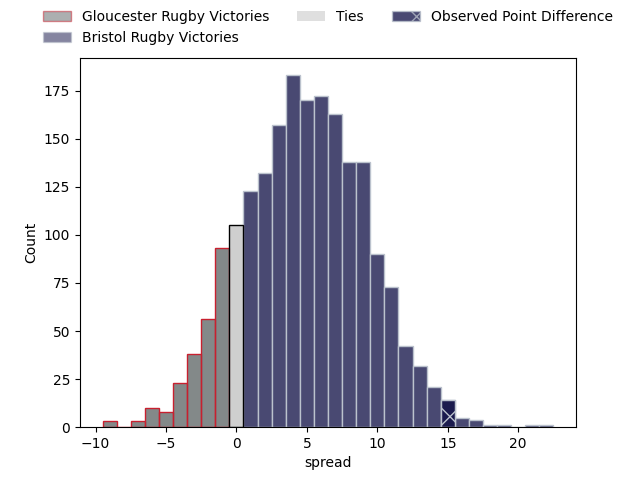 Gloucester Rugby Victories
Ties
Observed Point Difference
Bristol Rugby Victories
175
150
125
100
75
50
25
0
Count
−10
−5
0
5
10
15
20
spread